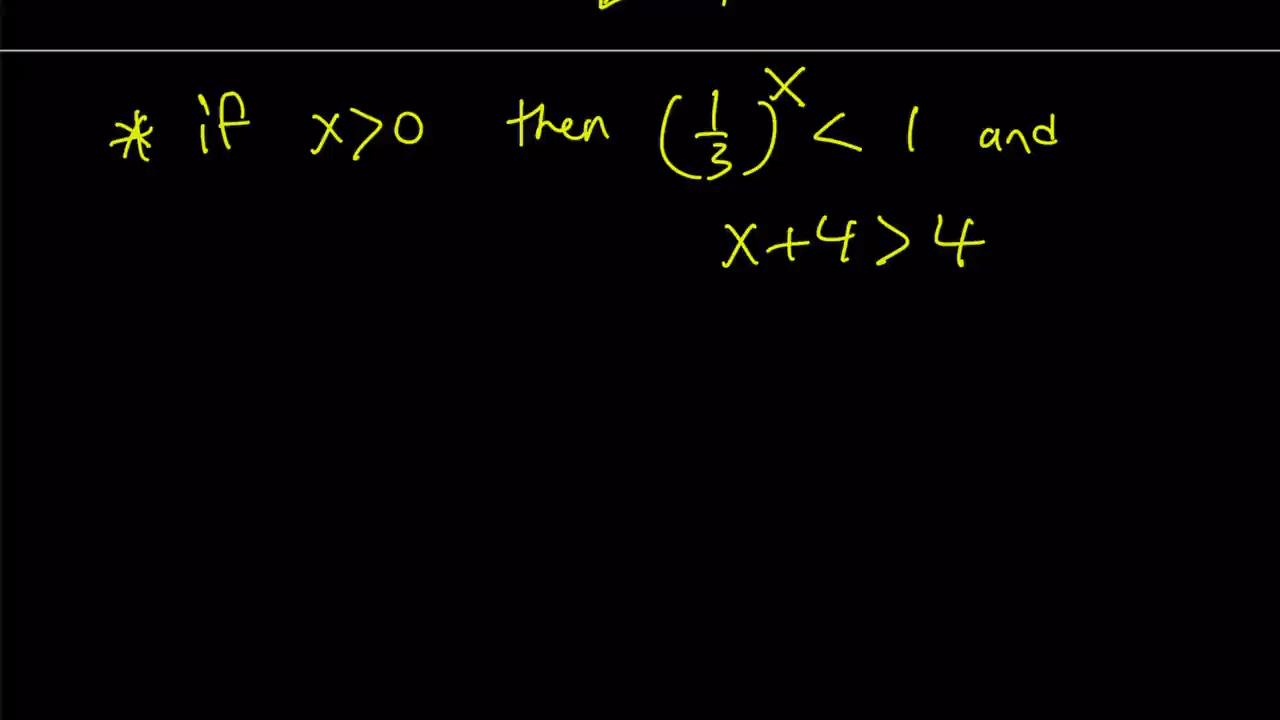 * if x>0 then (1/3)^x < 1 and
x+4>4